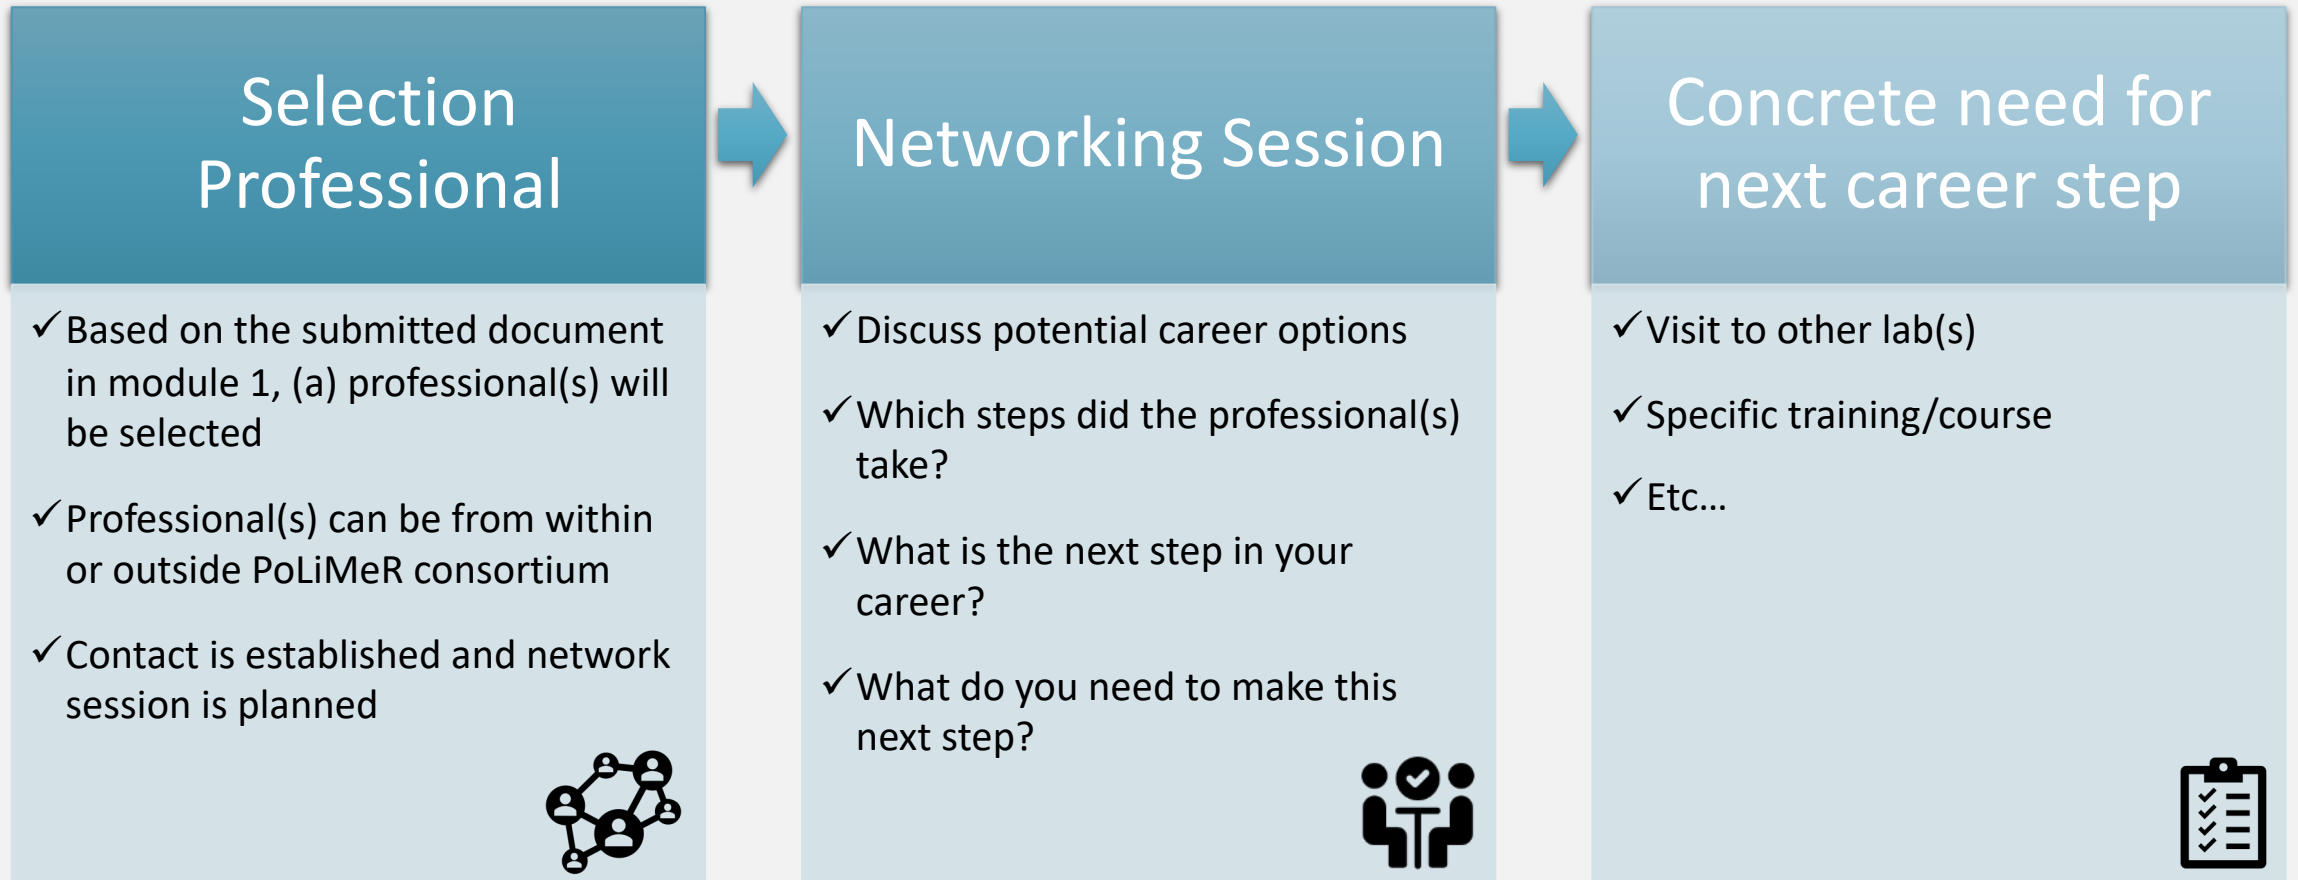 Selection
Professional
✓Based on the submitted document
in module 1, (a) professional(s) will
be selected
✓Professional(s) can be from within
or outside PoLiMeR consortium
✓Contact is established and network
session is planned
Networking Session
✓Discuss potential career options
✓Which steps did the professional(s)
take?
✓What is the next step in your
career?
✓What do you need to make this
next step?
Concrete need for
next career step
✓Visit to other lab(s)
✓Specific training/course
✓Etc...